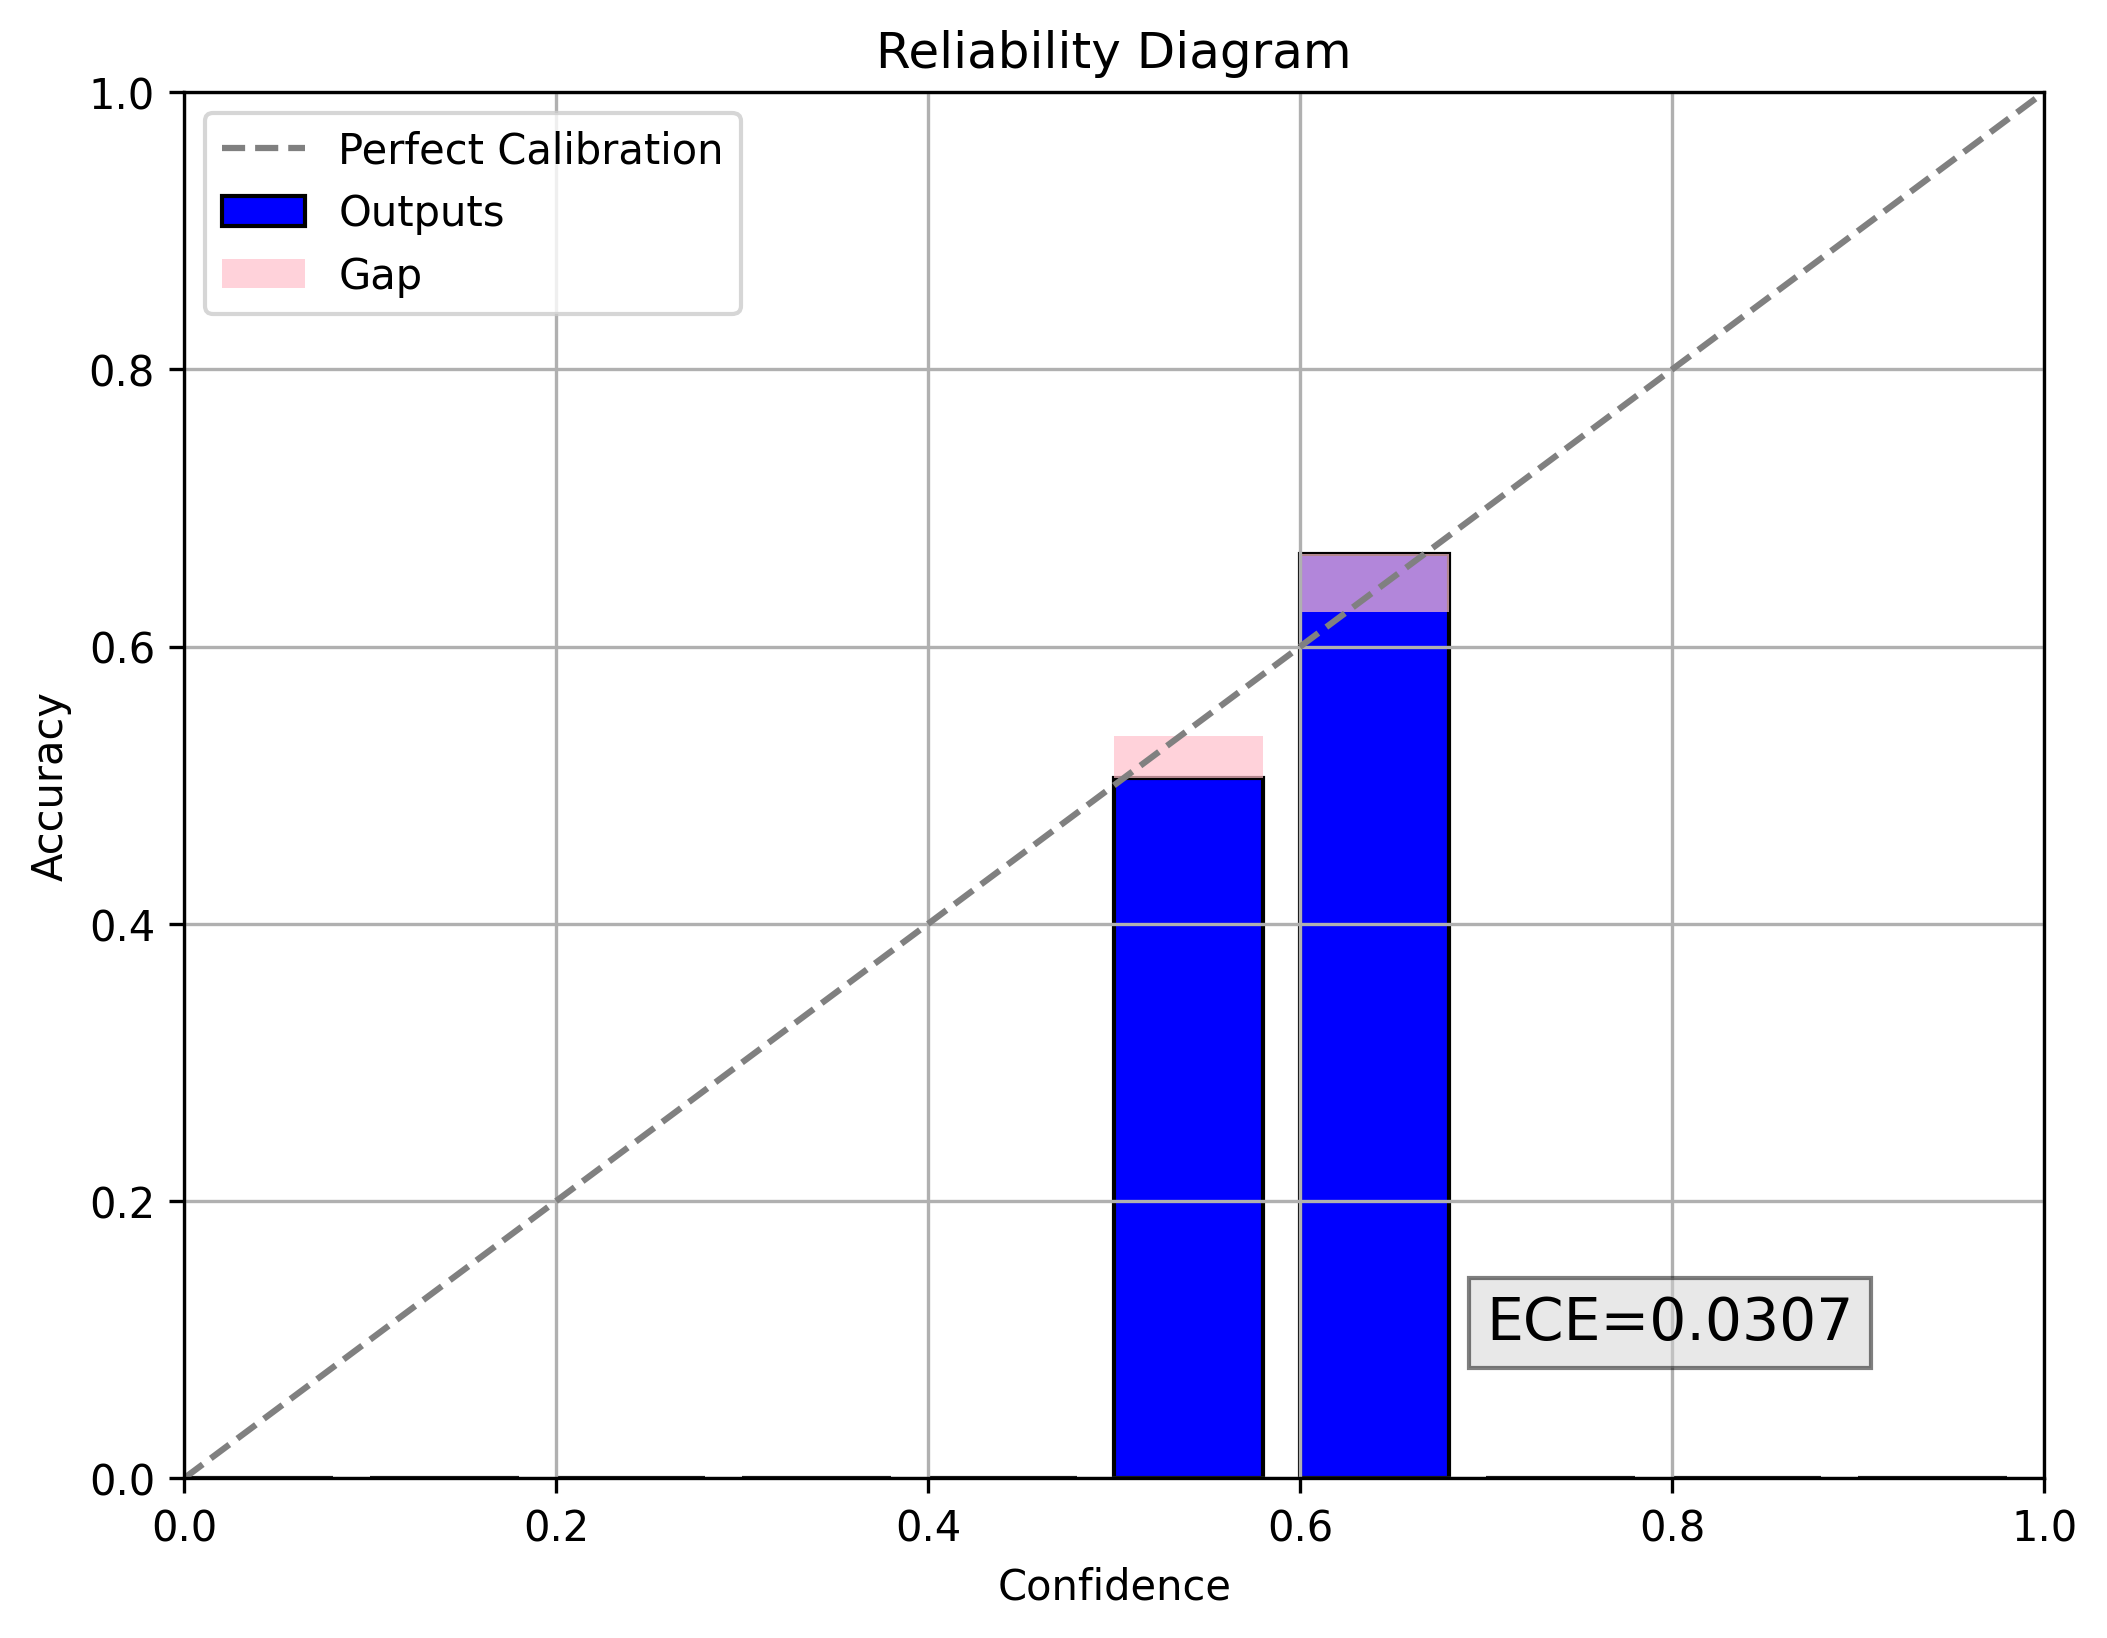 Reliability Diagram
Perfect Calibration
Outputs
Gap
1.0
0.8
0.6
0.4
0.2
0.0
Accuracy
ECE=0.0307
0.0 0.2 0.4 0.6 0.8 1.0
Confidence